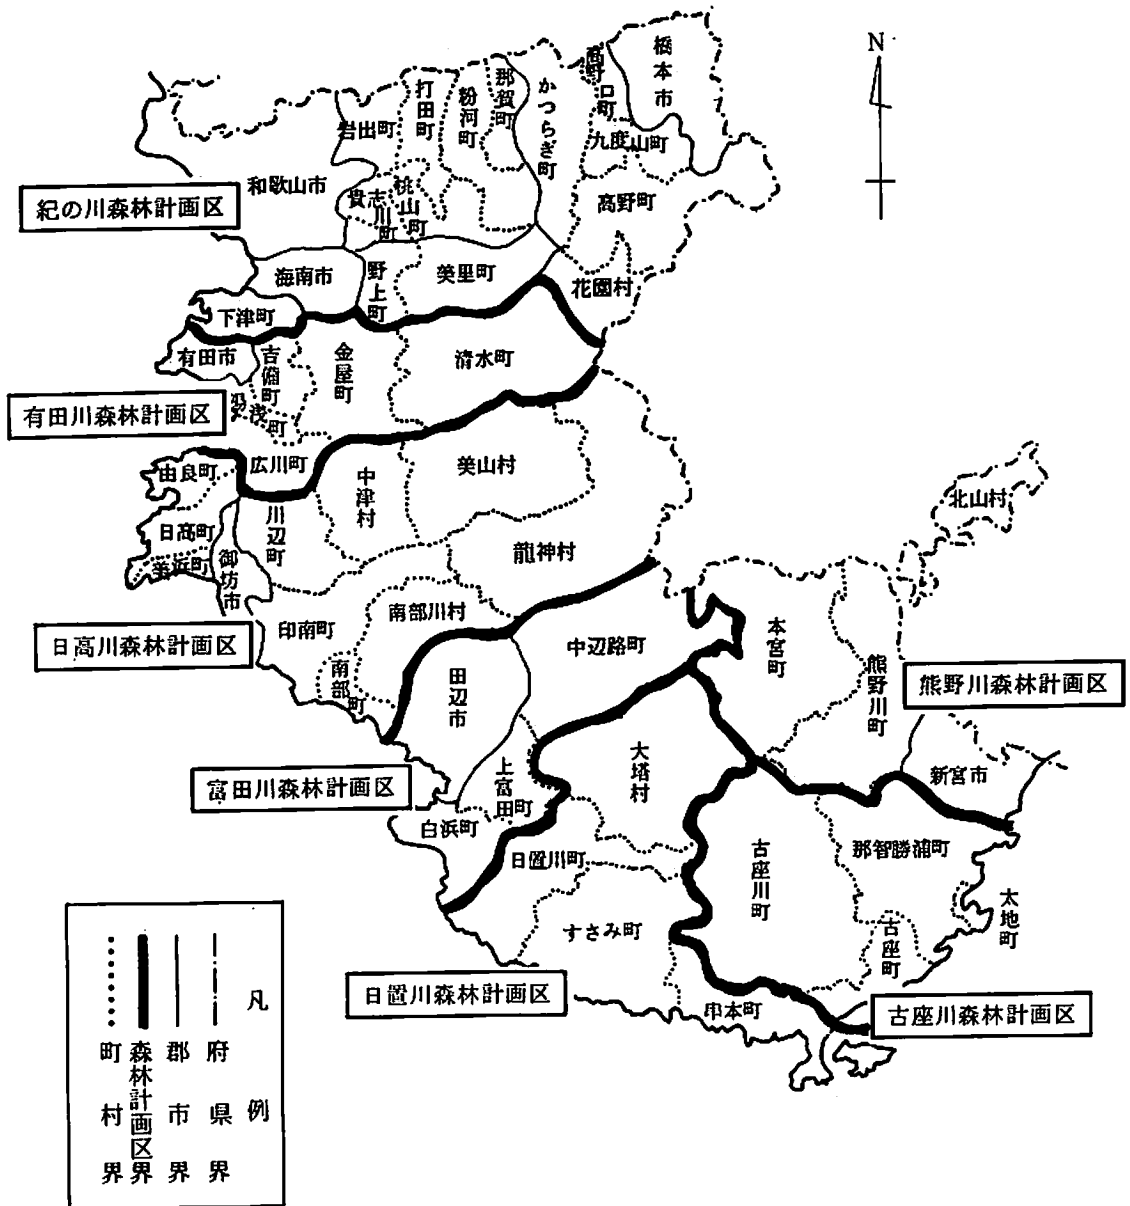 N
橋本市
高野口町
かつらぎ町
那賀町
粉河町
打田町
岩出町
九度山町
和歌山市
貴志川町
桃山町
高野町
紀の川森林計画区
海南市
野上町
美里町
花園村
下津町
有田市
吉備町
金屋町
清水町
有田川森林計画区
湯浅町
広川町
由良町
中津村
美山村
北山村
川辺町
日高町
美浜町
御坊市
龍神村
印南町
南部川村
日高川森林計画区
南部町
中辺路町
本宮町
熊野川町
熊野川森林計画区
田辺市
富田川森林計画区
上富田町
大塔村
新宮市
白浜町
日置川町
古座川町
那智勝浦町
太地町
すさみ町
古座町
日置川森林計画区
串本町
古座川森林計画区
凡例
府県界
郡市界
森林計画区界
町村界